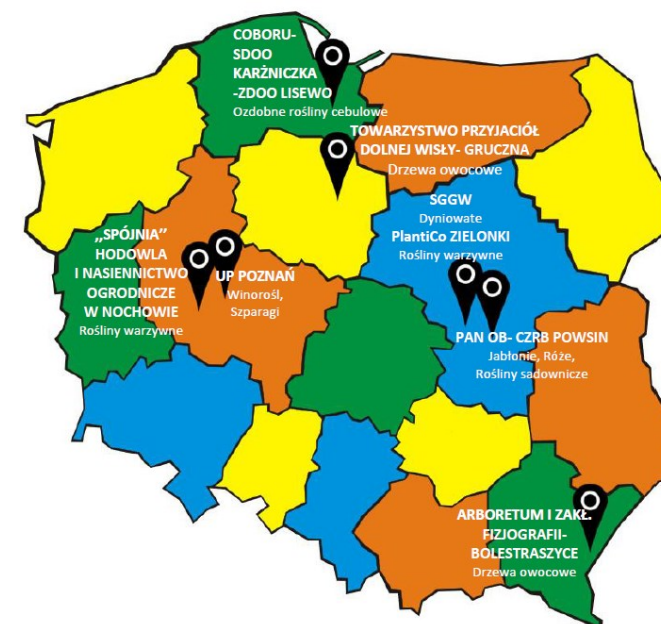 COBORU-
SDOO
KARŻNICZKA
-ZDOO LISEWO
Ozdobne rośliny cebulowe
TOWARZYSTWO PRZYJACIÓŁ
DOLNEJ WISŁY- GRUCZNA
Drzewa owocowe
SGGW
Dyniowate
PlantiCo ZIELONKI
Rośliny warzywne
,,SPÓJNIA”
HODOWLA
I NASIENNICTWO
OGRODNICZE
W NOCHOWIE
Rośliny warzywne
UP POZNAŃ
Winorośl,
Szparagi
PAN OB- CZRB POWSIN
Jabłonie, Róże,
Rośliny sadownicze
ARBORETUM I ZAKŁ.
FIZJOGRAFII-
BOLESTRASZYCE
Drzewa owocowe